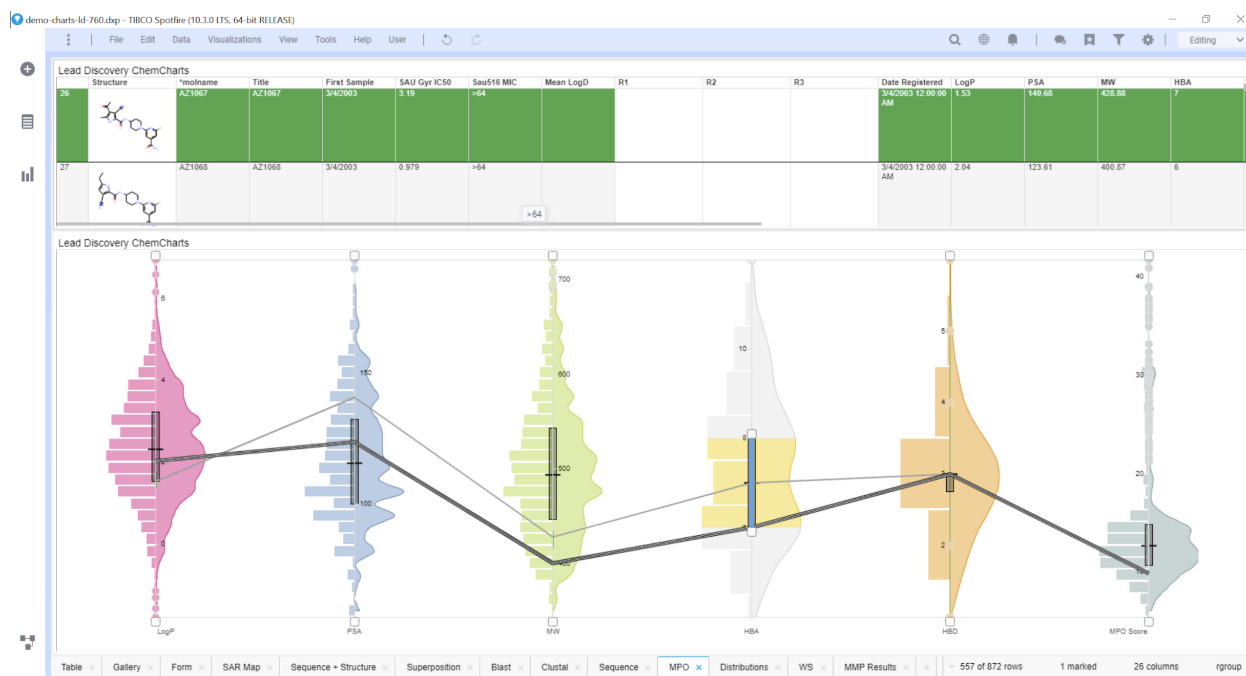 demo-charts-ld-760.dxp - TIBCO Spotfire (10.3.0 LTS, 64-bit RELEASE)
File Edit Data Visualizations View Tools Help User Editing
Lead Discovery ChemCharts
Structure *molname Title First Sample SAU Gyr IC50 Sau516 MIC Mean LogD R1 R2 R3 Date Registered LogP PSA MW HBA
26 AZ1067 AZ1067 3/4/2003 3.19 >64 3/4/2003 12:00:00 1.53 140.68 428.88 7
AM
27 AZ1068 AZ1068 3/4/2003 0.979 >64 3/4/2003 12:00:00 2.04 123.61 400.87 6
AM
>64
Lead Discovery ChemCharts
6 700 40
5
10
4 150 600 4 30
8
2 500 3 20
100
0 2
LogP PSA MW HBA HBD MPO Score
Table Gallery Form SAR Map Sequence + Structure Superposition Blast Clustal Sequence MPO Distributions WS MMP Results + 557 of 872 rows 1 marked 26 columns rgroup